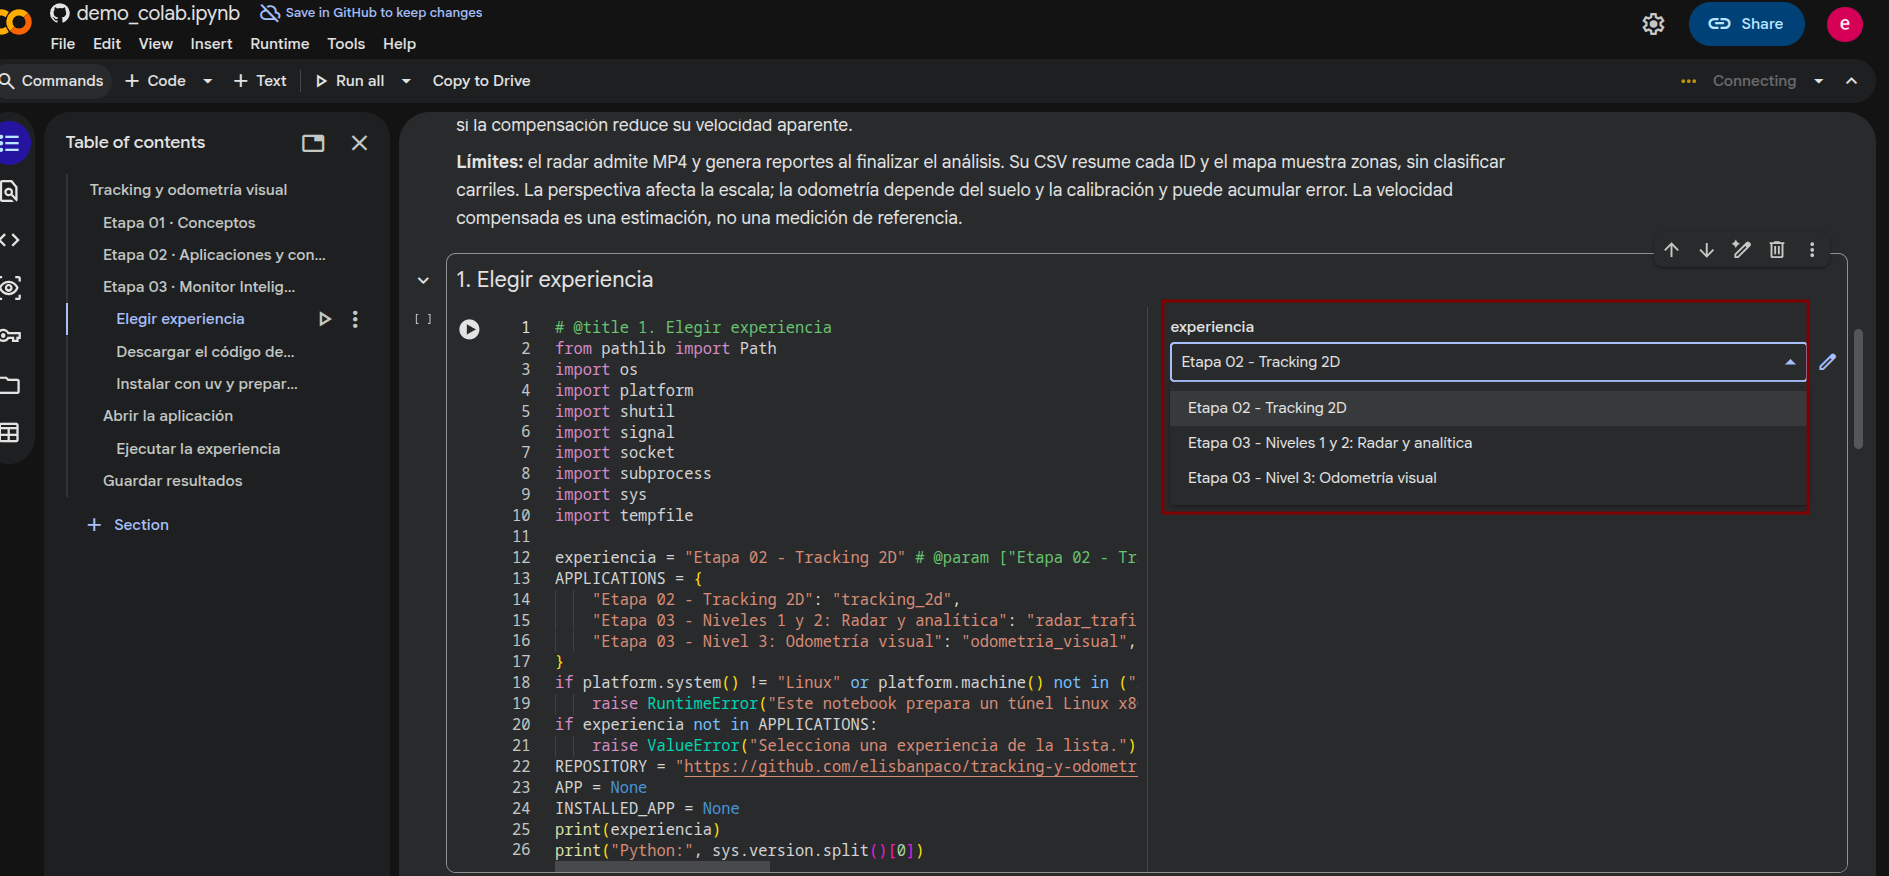 demo_colab.ipynb
Save in GitHub to keep changes
File Edit View Insert Runtime Tools Help
Share
e
Commands + Code + Text Run all Copy to Drive
Connecting
Table of contents
Tracking y odometría visual
Etapa 01 · Conceptos
Etapa 02 · Aplicaciones y con...
Etapa 03 · Monitor Intelig...
Elegir experiencia
Descargar el código de...
Instalar con uv y prepar...
Abrir la aplicación
Ejecutar la experiencia
Guardar resultados
+ Section
si la compensación reduce su velocidad aparente.
Límites: el radar admite MP4 y genera reportes al finalizar el análisis. Su CSV resume cada ID y el mapa muestra zonas, sin clasificar
carriles. La perspectiva afecta la escala; la odometría depende del suelo y la calibración y puede acumular error. La velocidad
compensada es una estimación, no una medición de referencia.
1. Elegir experiencia
[ ]
1 # @title 1. Elegir experiencia
2 from pathlib import Path
3 import os
4 import platform
5 import shutil
6 import signal
7 import socket
8 import subprocess
9 import sys
10 import tempfile
11
12 experiencia = "Etapa 02 - Tracking 2D" # @param ["Etapa 02 - Tr
13 APPLICATIONS = {
14 "Etapa 02 - Tracking 2D": "tracking_2d",
15 "Etapa 03 - Niveles 1 y 2: Radar y analítica": "radar_trafi
16 "Etapa 03 - Nivel 3: Odometría visual": "odometria_visual",
17 }
18 if platform.system() != "Linux" or platform.machine() not in ("
19 raise RuntimeError("Este notebook prepara un túnel Linux x8
20 if experiencia not in APPLICATIONS:
21 raise ValueError("Selecciona una experiencia de la lista.")
22 REPOSITORY = "https://github.com/elisbanpaco/tracking-y-odometr
23 APP = None
24 INSTALLED_APP = None
25 print(experiencia)
26 print("Python:", sys.version.split()[0])
experiencia
Etapa 02 - Tracking 2D
Etapa 02 - Tracking 2D
Etapa 03 - Niveles 1 y 2: Radar y analítica
Etapa 03 - Nivel 3: Odometría visual